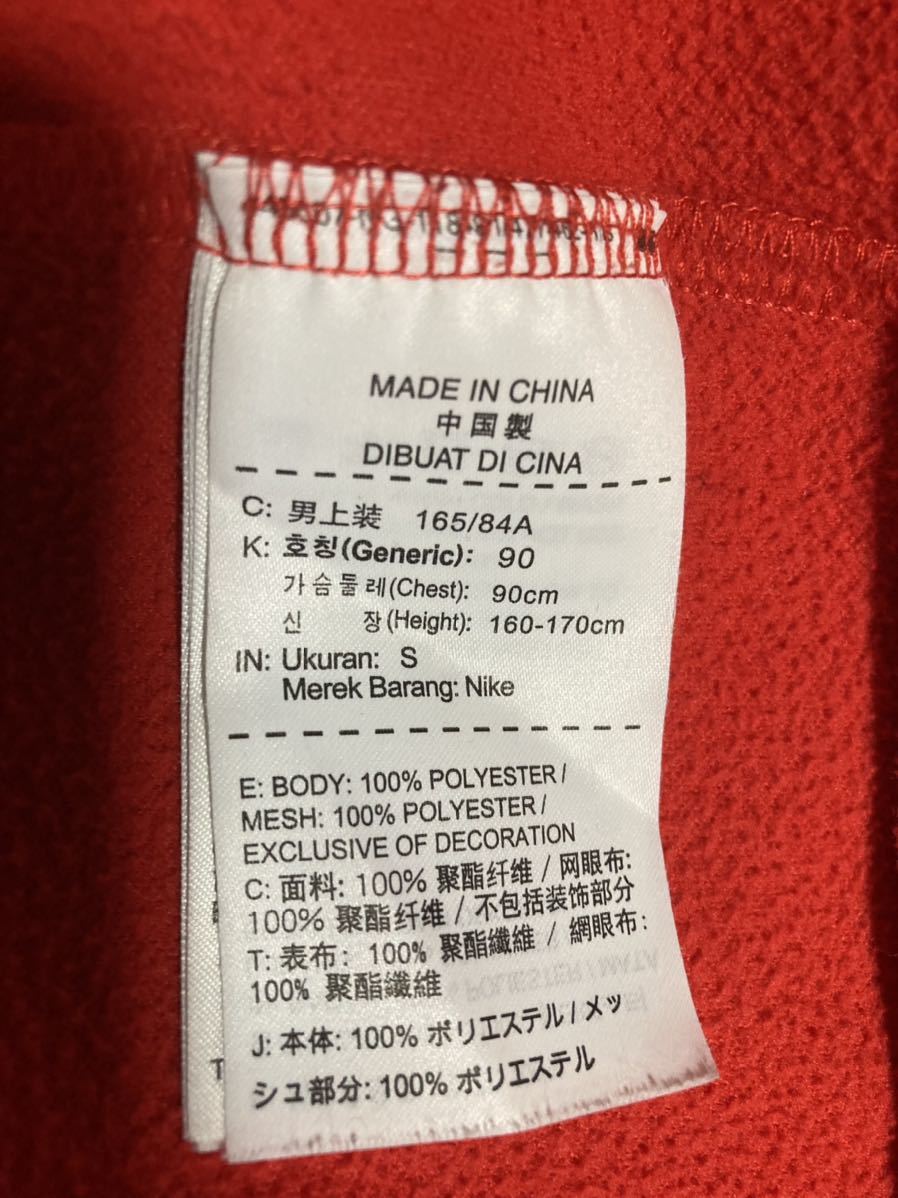 MADE IN CHINA
中国製
DIBUAT DI CINA
C: 男上装 165/84A
K: 호칭(Generic): 90
가슴둘레(Chest): 90cm
신 장(Height): 160-170cm
IN: Ukuran: S
Merek Barang: Nike
E: BODY: 100% POLYESTER /
MESH: 100% POLYESTER /
EXCLUSIVE OF DECORATION
C: 面料: 100% 聚酯纤维 / 网眼布:
100% 聚酯纤维 / 不包括装饰部分
T: 表布: 100% 聚酯纖維 / 網眼布:
100% 聚酯纖維
J: 本体: 100% ポリエステル / メッ
シュ部分: 100% ポリエステル